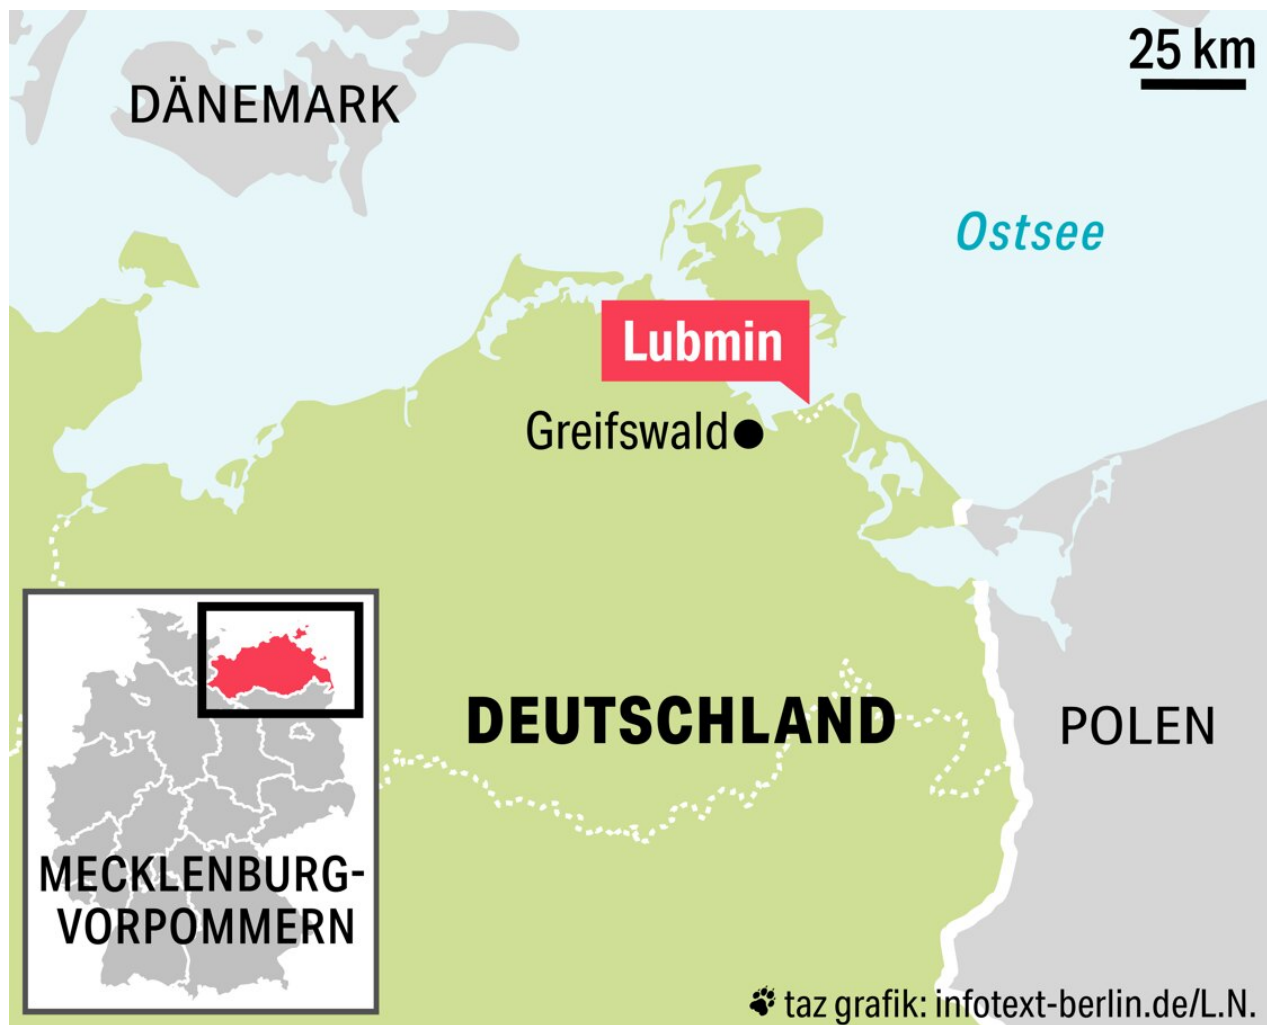 25 km
DÄNEMARK
Ostsee
Lubmin
Greifswald
DEUTSCHLAND
POLEN
MECKLENBURG-
VORPOMMERN
taz grafik: infotext-berlin.de/L.N.